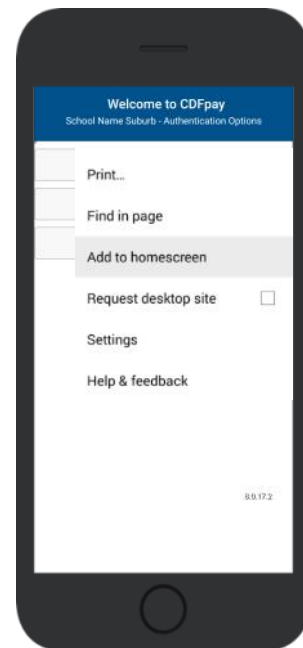 Welcome to CDFpay
School Name Suburb - Authentication Options
Print...
Find in page
Add to homescreen
Request desktop site
Settings
Help & feedback
8.0.17.2